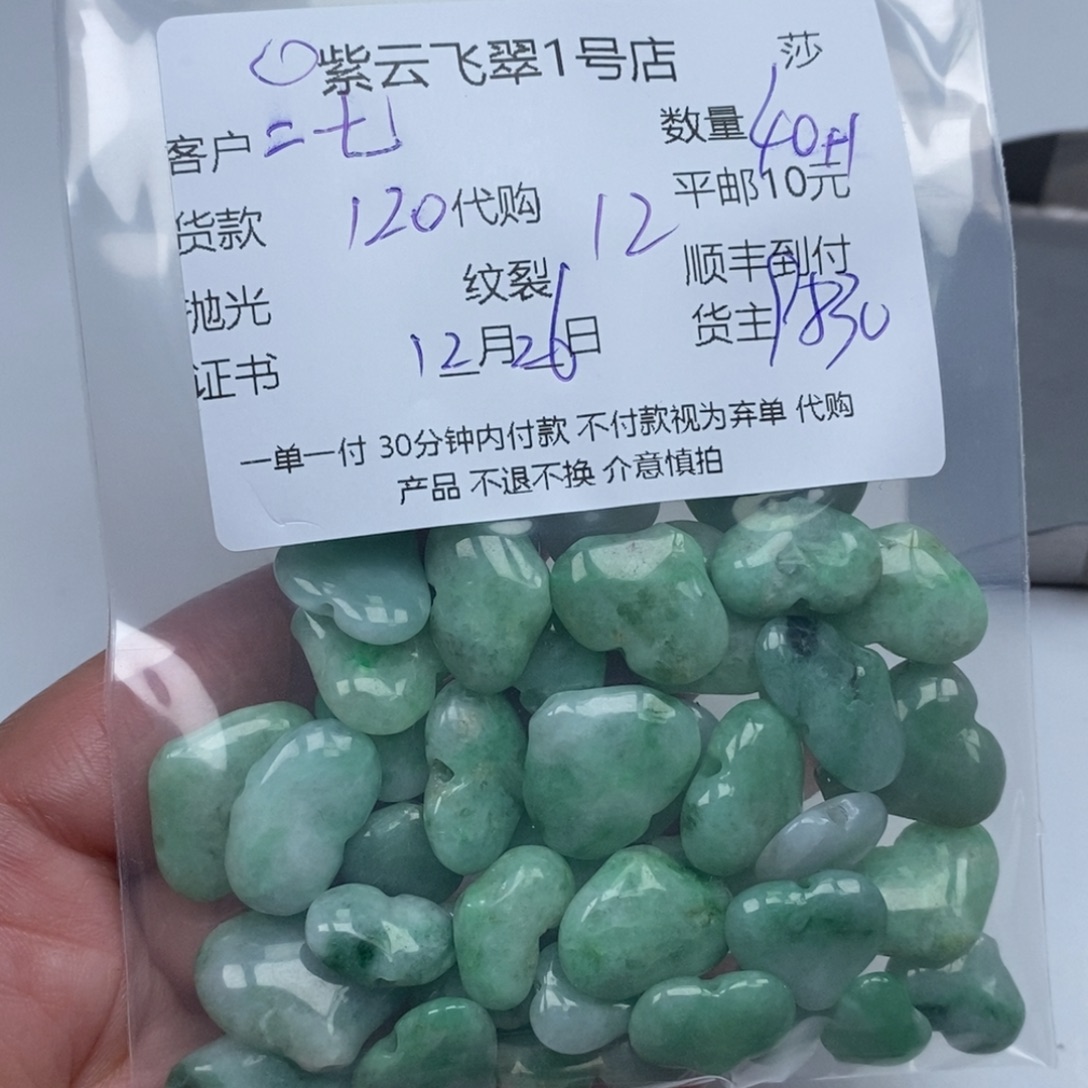 紫云飞翠1号店 莎
客户 二七 数量 40+1
货款 120 代购 12 平邮10元
抛光 纹裂 顺丰到付
证书 12月26日 货主 1830
一单一付 30分钟内付款 不付款视为弃单 代购
产品 不退不换 介意慎拍